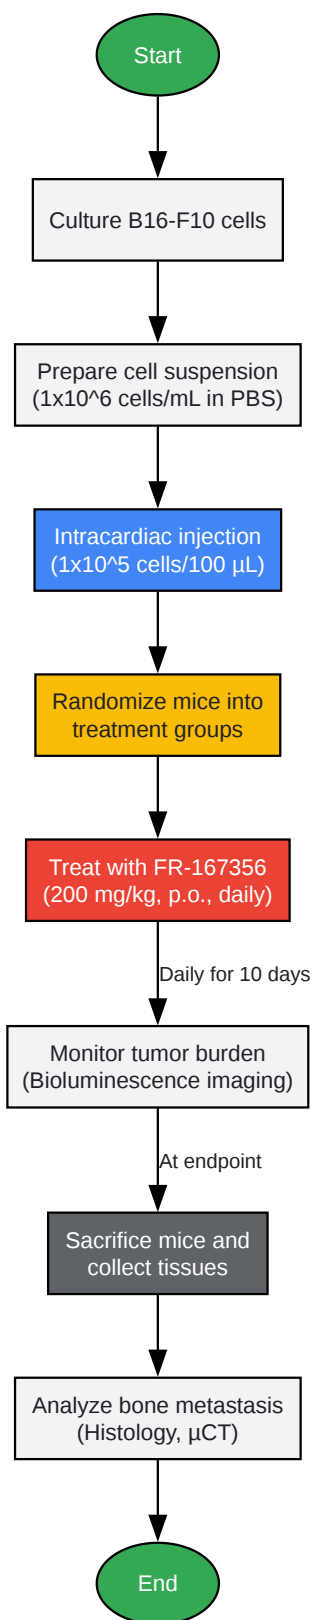 Start
Culture B16-F10 cells
Prepare cell suspension
(1x10^6 cells/mL in PBS)
Intracardiac injection
(1x10^5 cells/100 µL)
Randomize mice into
treatment groups
Treat with FR-167356
(200 mg/kg, p.o., daily)
Daily for 10 days
Monitor tumor burden
(Bioluminescence imaging)
At endpoint
Sacrifice mice and
collect tissues
Analyze bone metastasis
(Histology, µCT)
End